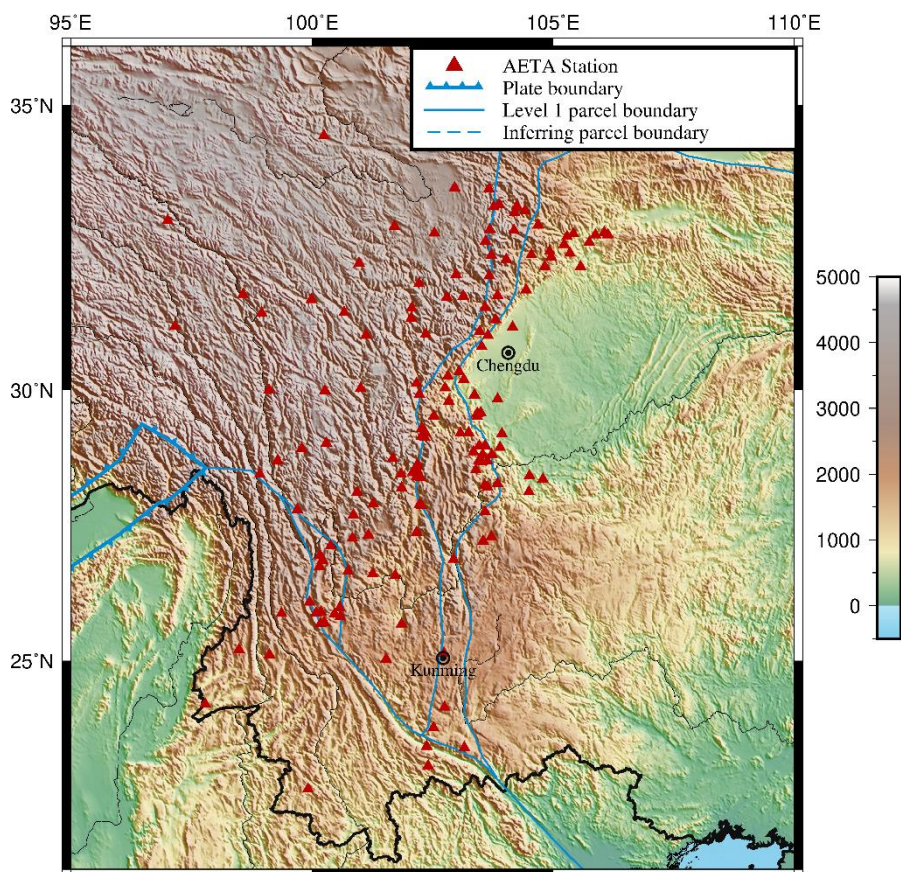 95°E 100°E 105°E 110°E
AETA Station
Plate boundary
Level 1 parcel boundary
Inferring parcel boundary
35°N
5000
4000
Chengdu
30°N
3000
2000
1000
0
25°N
Kunming